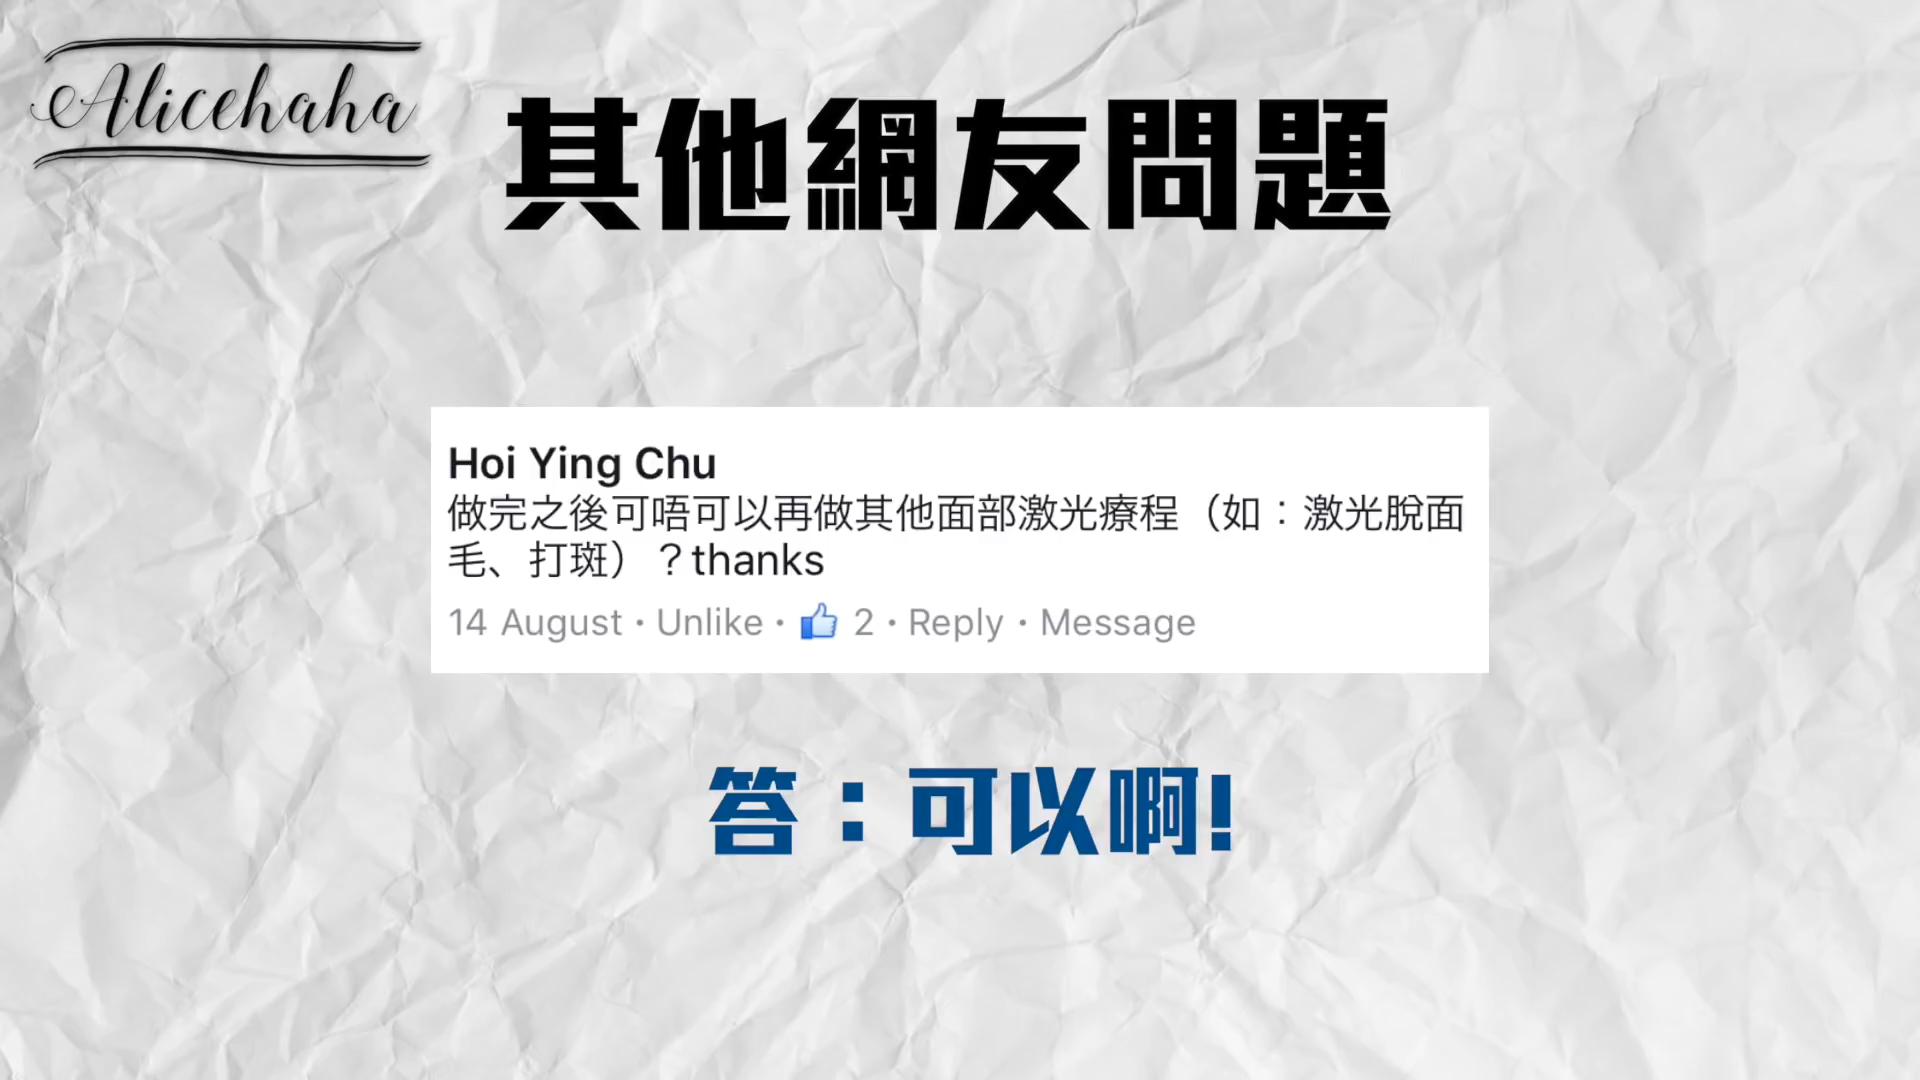 Alicehaha
其他網友問題
Hoi Ying Chu
做完之後可唔可以再做其他面部激光療程（如：激光脫面
毛、打斑）？thanks
14 August · Unlike · 👍 2 · Reply · Message
答：可以啊!